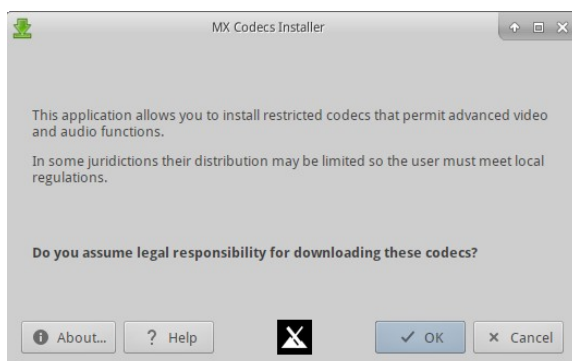 MX Codecs Installer
This application allows you to install restricted codecs that permit advanced video
and audio functions.
In some juridictions their distribution may be limited so the user must meet local
regulations.
Do you assume legal responsibility for downloading these codecs?
About... ? Help OK Cancel